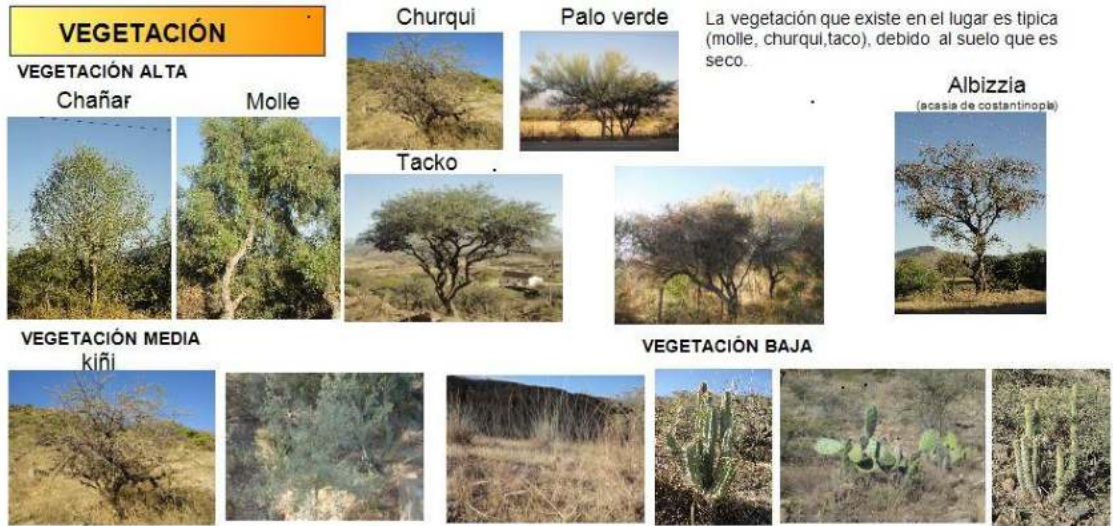 VEGETACIÓN
VEGETACIÓN ALTA
Chañar
Molle
Churqui
Palo verde
Tacko
La vegetación que existe en el lugar es tipica
(molle, churqui,taco), debido al suelo que es
seco.
Albizzia
(acasia de costantinopla)
VEGETACIÓN MEDIA
kiñi
VEGETACIÓN BAJA